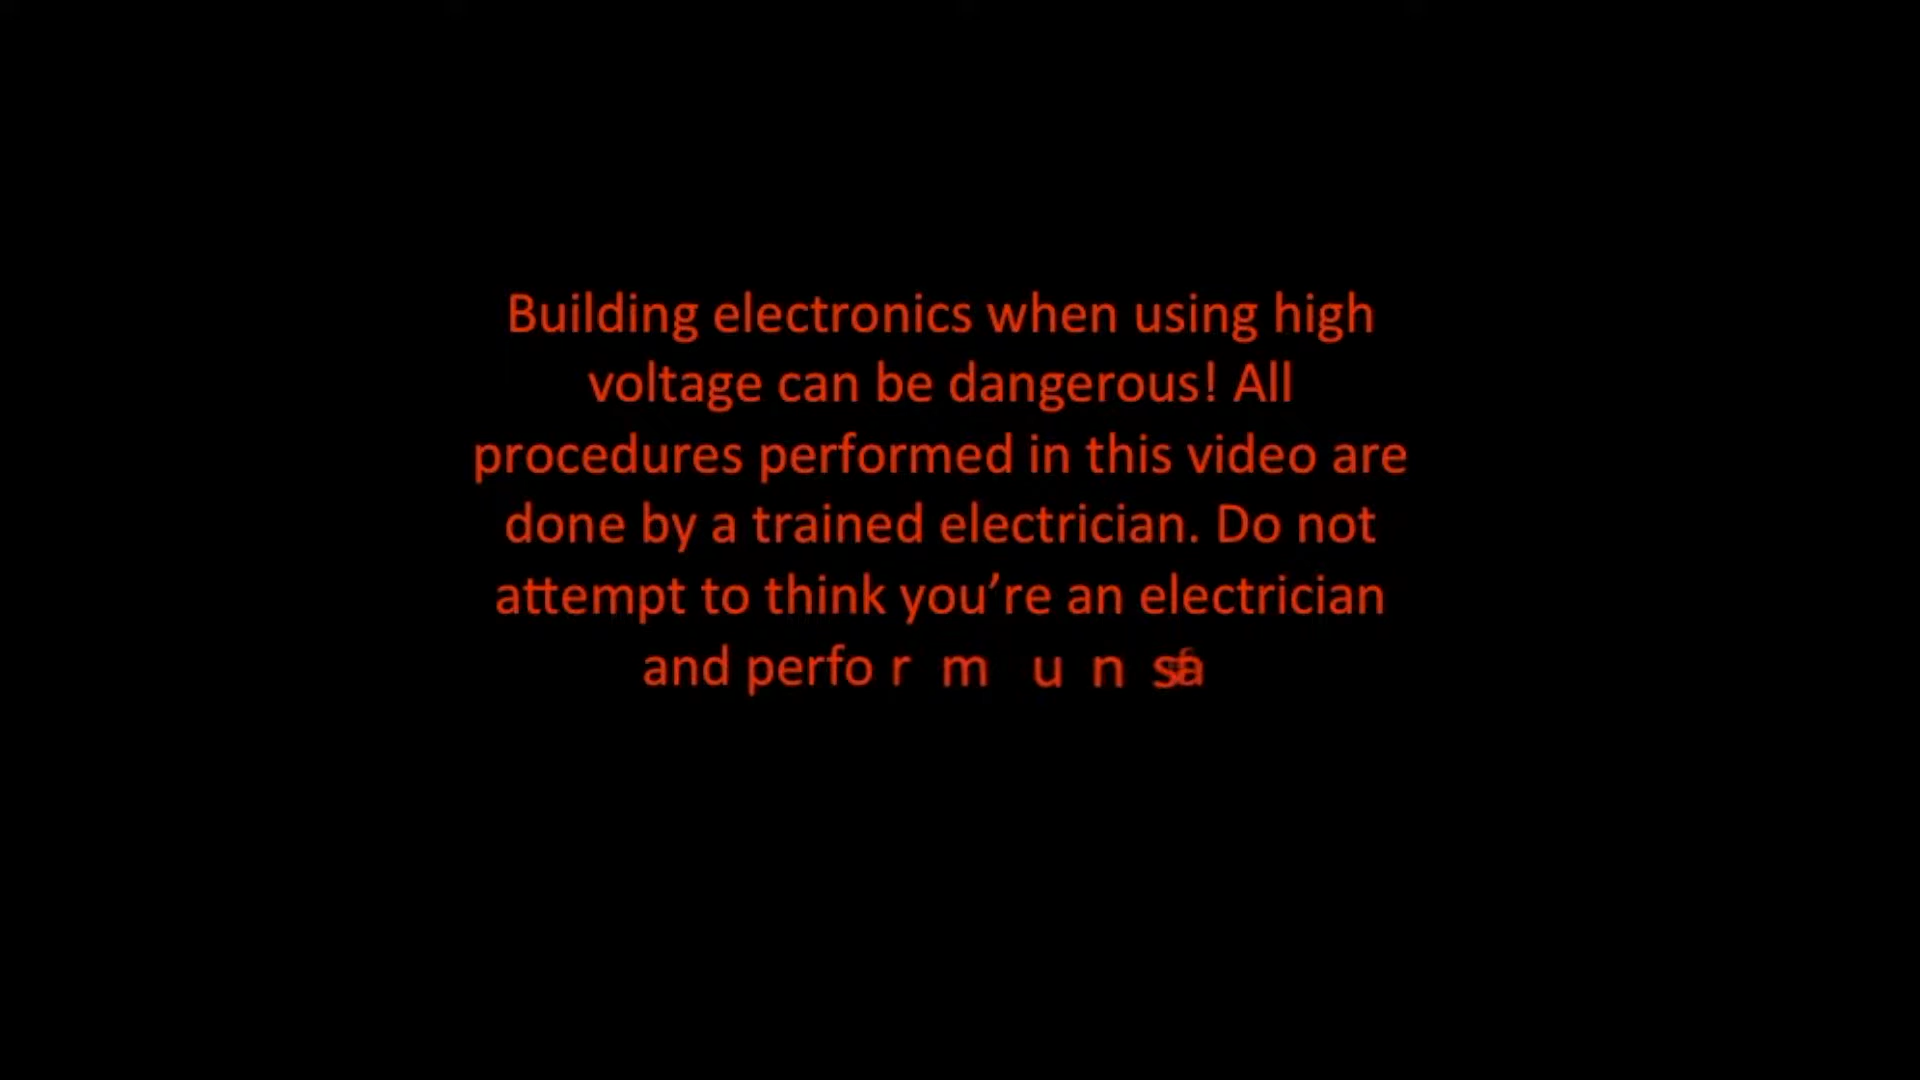 Building electronics when using high
voltage can be dangerous! All
procedures performed in this video are
done by a trained electrician. Do not
attempt to think you’re an electrician
and perform